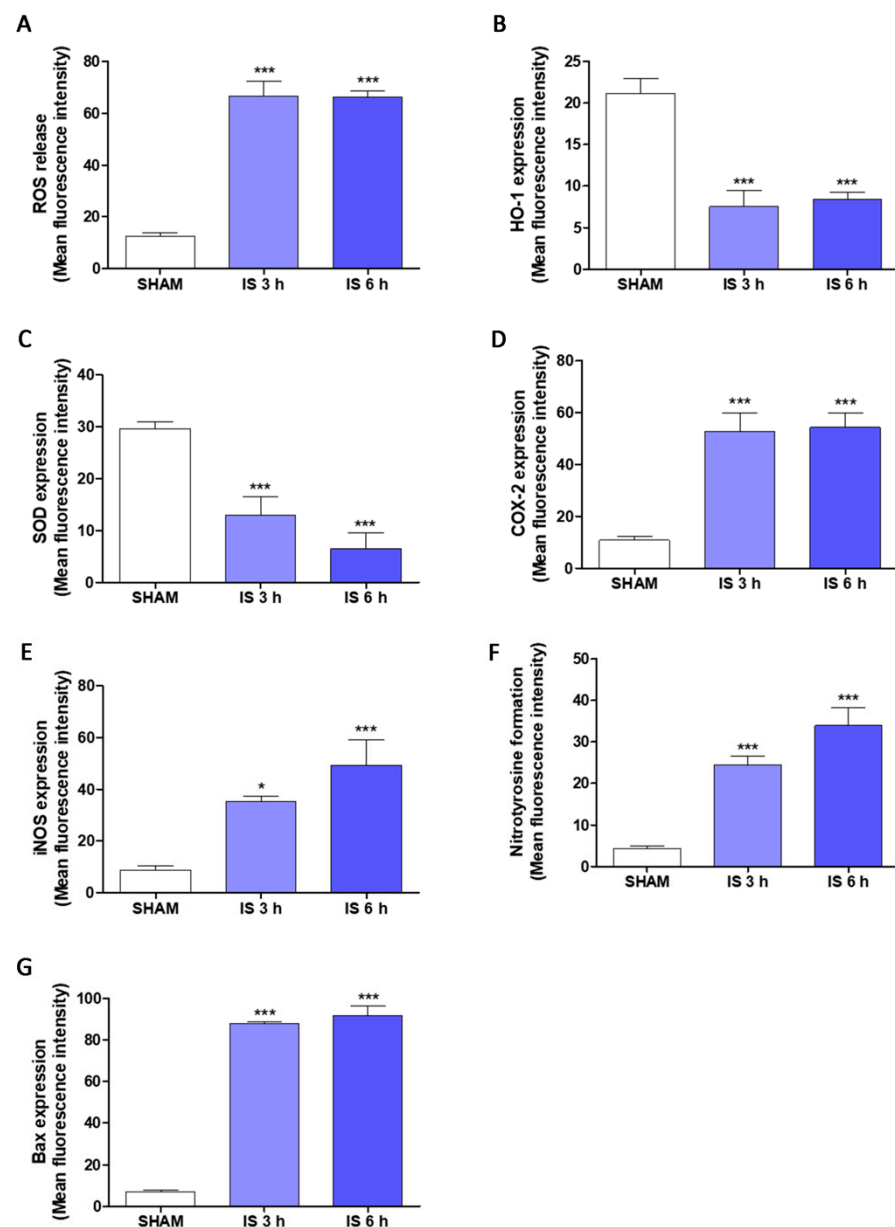 A
ROS release
(Mean fluorescence intensity)
80
60
40
20
0
***
***
SHAM
IS 3 h
IS 6 h
B
HO-1 expression
(Mean fluorescence intensity)
25
20
15
10
5
0
***
***
SHAM
IS 3 h
IS 6 h
C
SOD expression
(Mean fluorescence intensity)
40
30
20
10
0
***
***
SHAM
IS 3 h
IS 6 h
D
COX-2 expression
(Mean fluorescence intensity)
80
60
40
20
0
***
***
SHAM
IS 3 h
IS 6 h
E
iNOS expression
(Mean fluorescence intensity)
80
60
40
20
0
*
***
SHAM
IS 3 h
IS 6 h
F
Nitrotyrosine formation
(Mean fluorescence intensity)
50
40
30
20
10
0
***
***
SHAM
IS 3 h
IS 6 h
G
Bax expression
(Mean fluorescence intensity)
100
80
60
40
20
0
***
***
SHAM
IS 3 h
IS 6 h